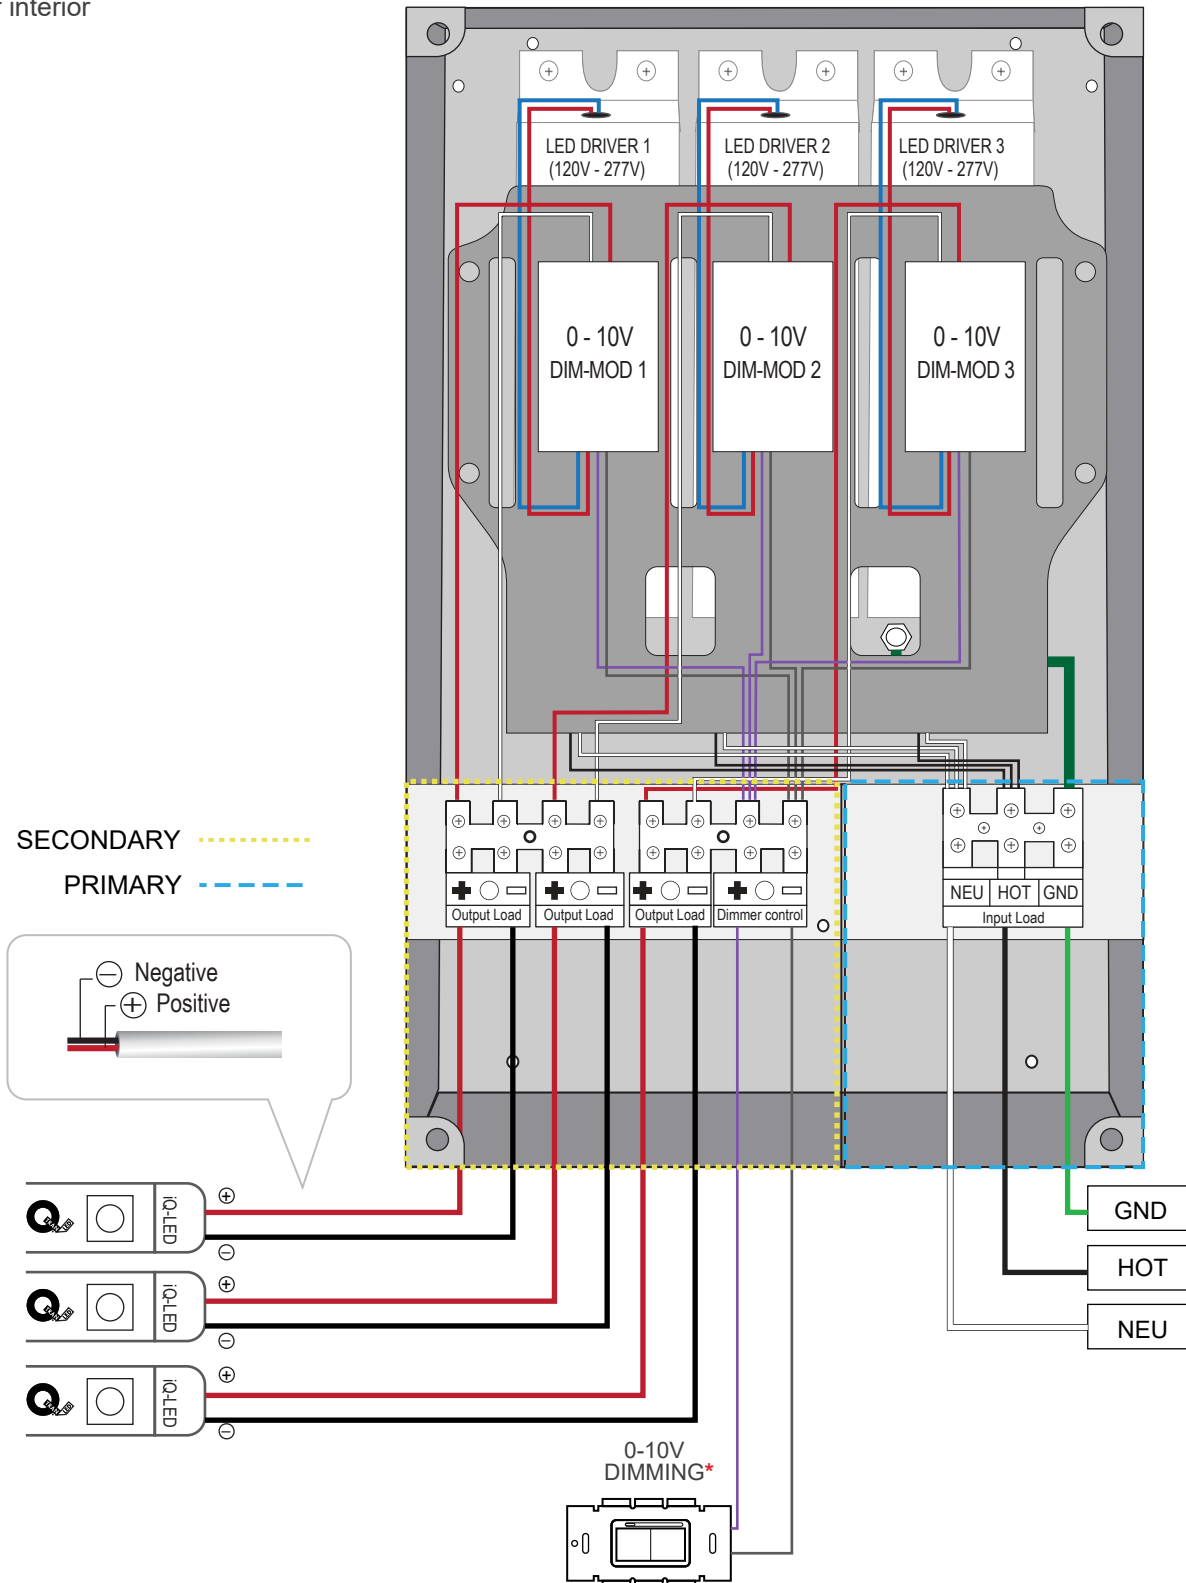 r interior
LED DRIVER 1
(120V - 277V)
LED DRIVER 2
(120V - 277V)
LED DRIVER 3
(120V - 277V)
0 - 10V
DIM-MOD 1
0 - 10V
DIM-MOD 2
0 - 10V
DIM-MOD 3
SECONDARY
PRIMARY
Output Load
Output Load
Output Load
Dimmer control
NEU
HOT
GND
Input Load
Negative
Positive
iQ-LED
iQ-LED
iQ-LED
GND
HOT
NEU
0-10V
DIMMING*